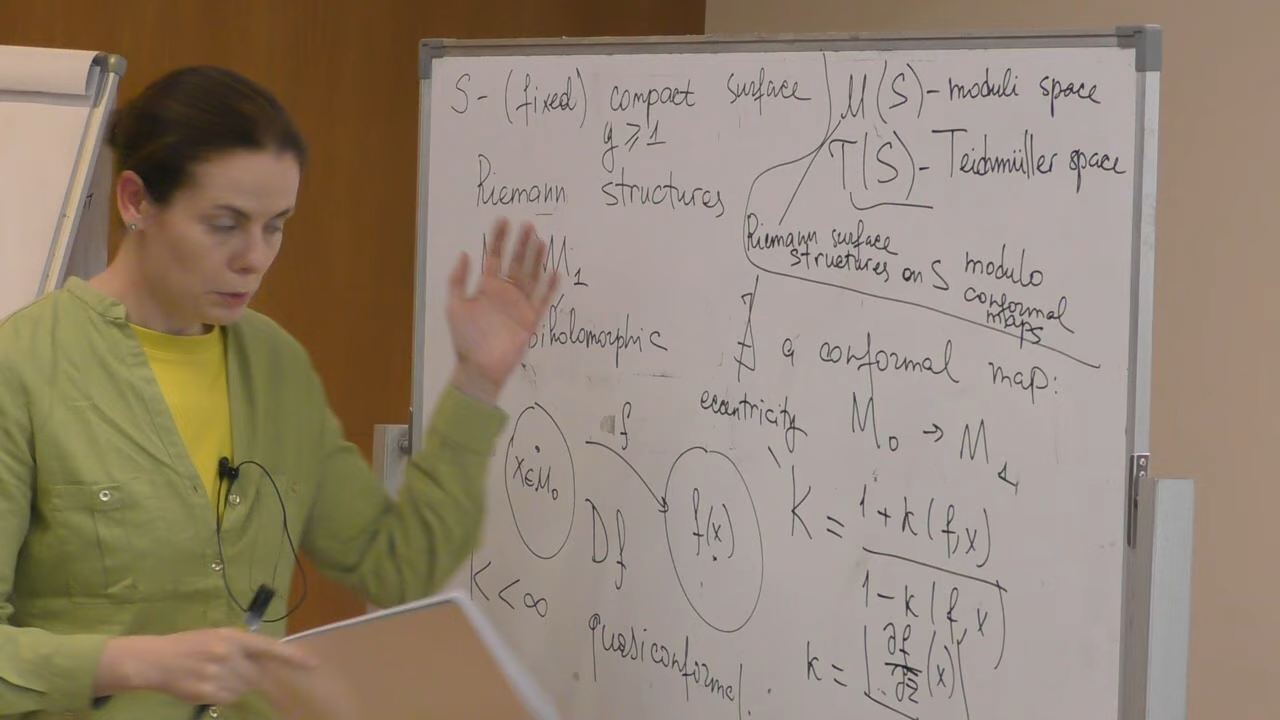 S - (fixed) compact surface
g ⩾ 1
Riemann structures
M₁
biholomorphic
M(S) - moduli space
T(S) - Teichmüller space
Riemann surface
structures on S modulo
conformal
maps
∄ a conformal map:
M₀ → M₁
eccentricity
x ∈ M₀
f
Df
f(x)
K = 1 + k(f,x)
1 - k(f,x)
K < ∞
quasiconformal.
k = | ∂f
∂z̄ (x) |